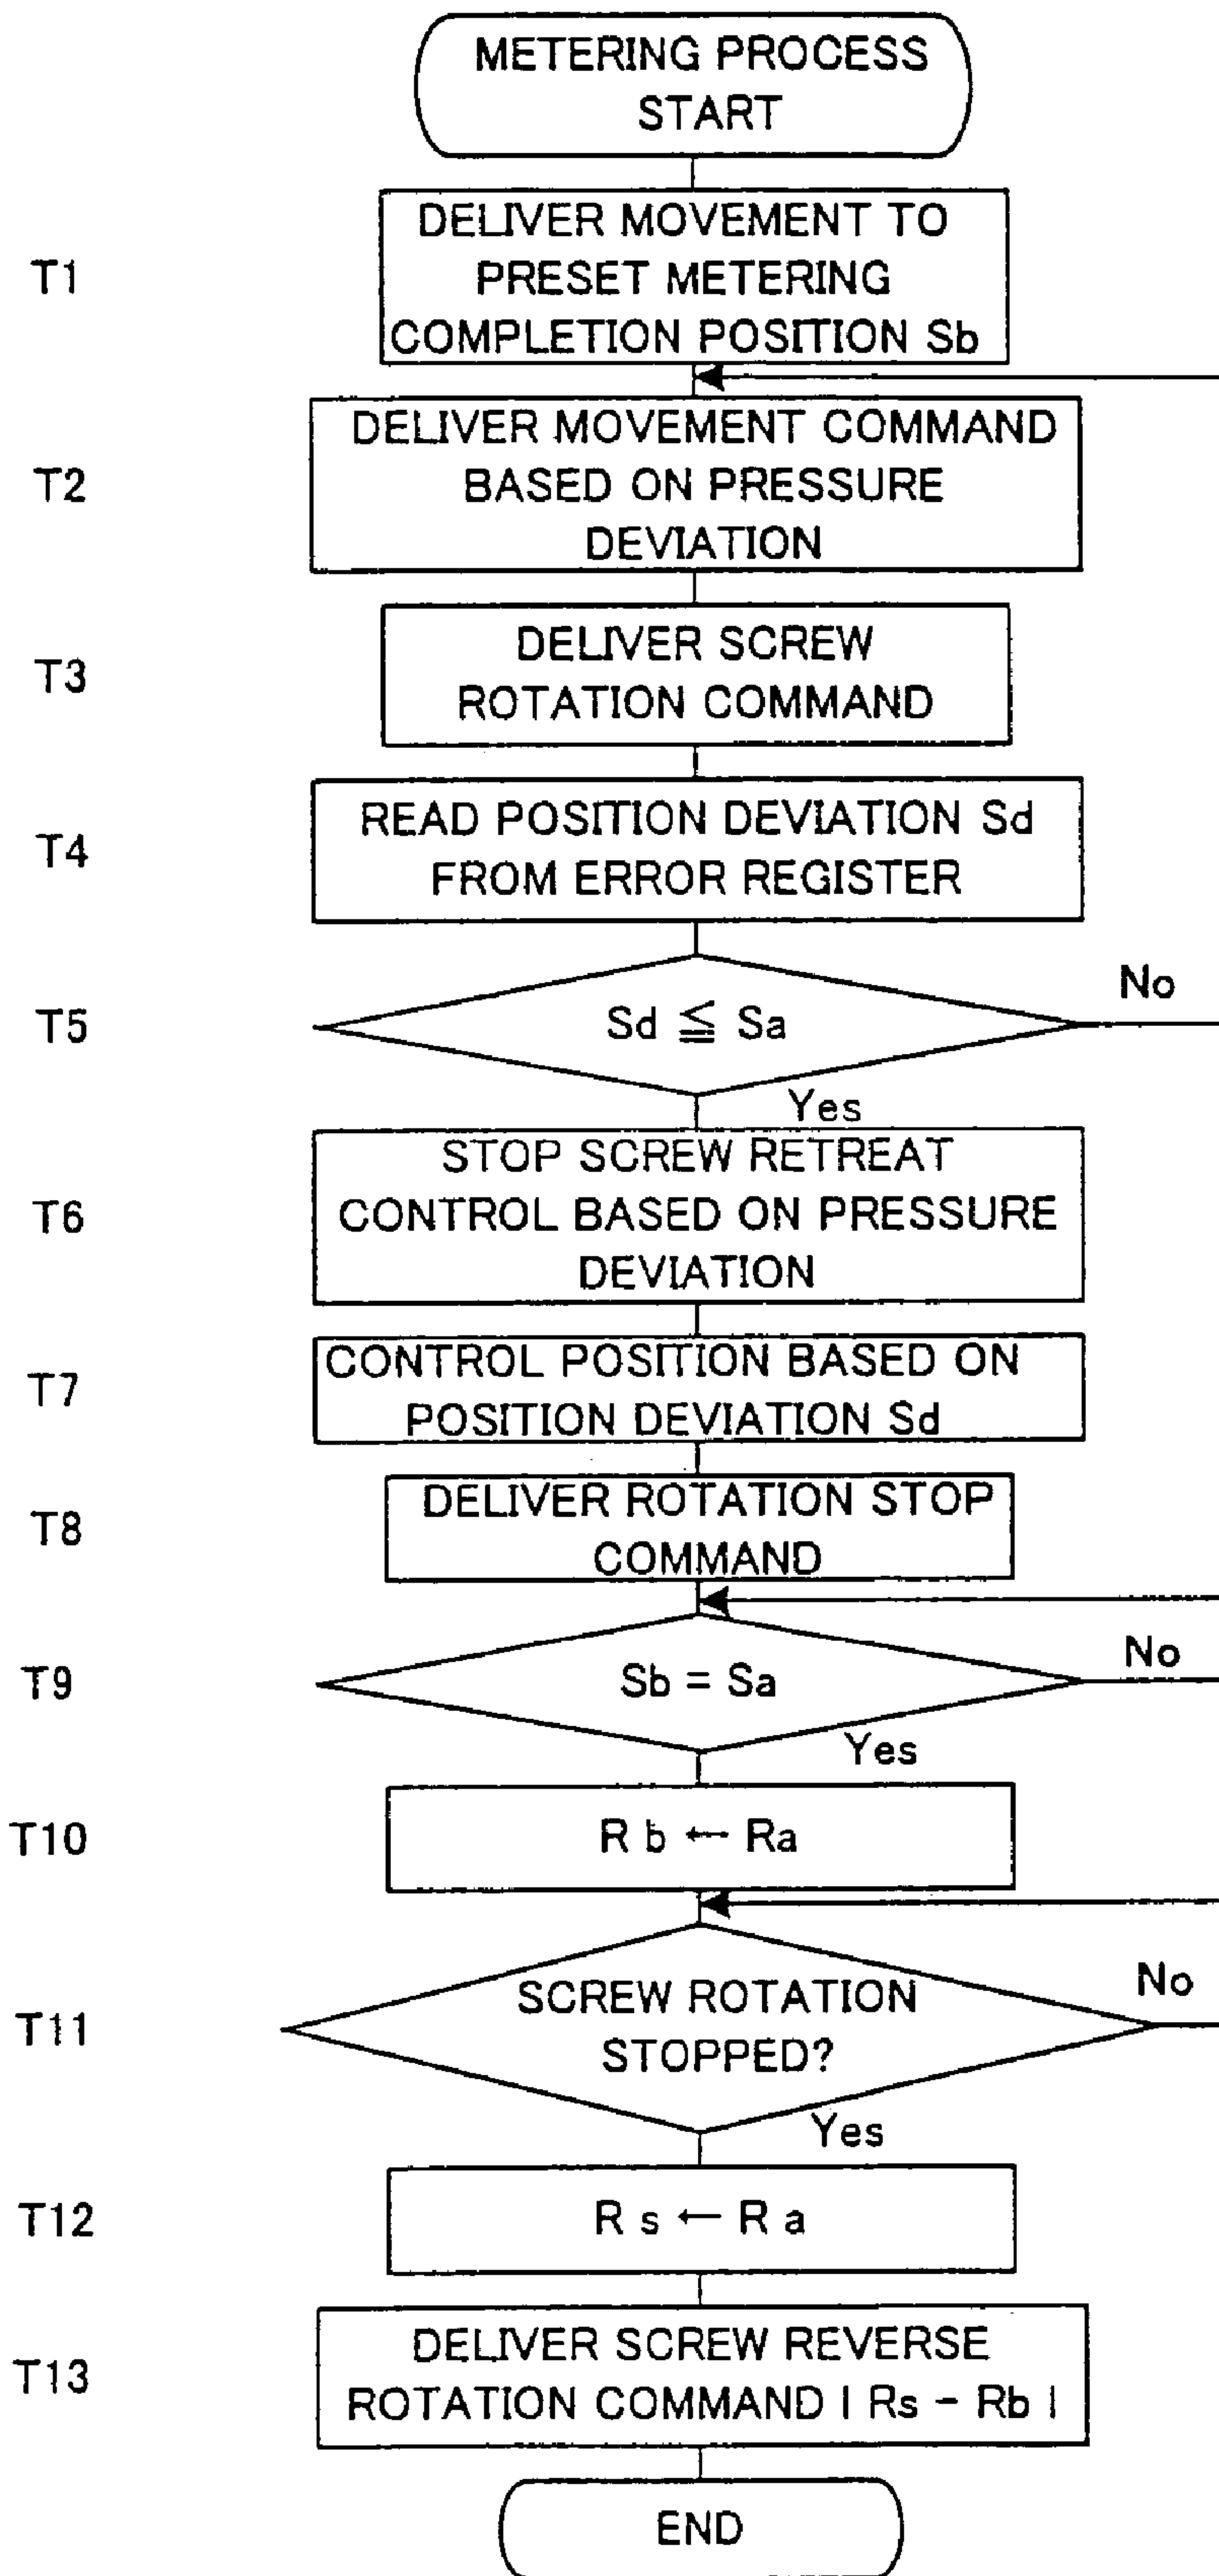 METERING PROCESS
START
T1
DELIVER MOVEMENT TO
PRESET METERING
COMPLETION POSITION Sb
T2
DELIVER MOVEMENT COMMAND
BASED ON PRESSURE
DEVIATION
T3
DELIVER SCREW
ROTATION COMMAND
T4
READ POSITION DEVIATION Sd
FROM ERROR REGISTER
T5
Sd ≦ Sa
No
Yes
T6
STOP SCREW RETREAT
CONTROL BASED ON PRESSURE
DEVIATION
T7
CONTROL POSITION BASED ON
POSITION DEVIATION Sd
T8
DELIVER ROTATION STOP
COMMAND
T9
Sb = Sa
No
Yes
T10
R b ← Ra
T11
SCREW ROTATION
STOPPED?
No
Yes
T12
R s ← R a
T13
DELIVER SCREW REVERSE
ROTATION COMMAND | Rs - Rb |
END